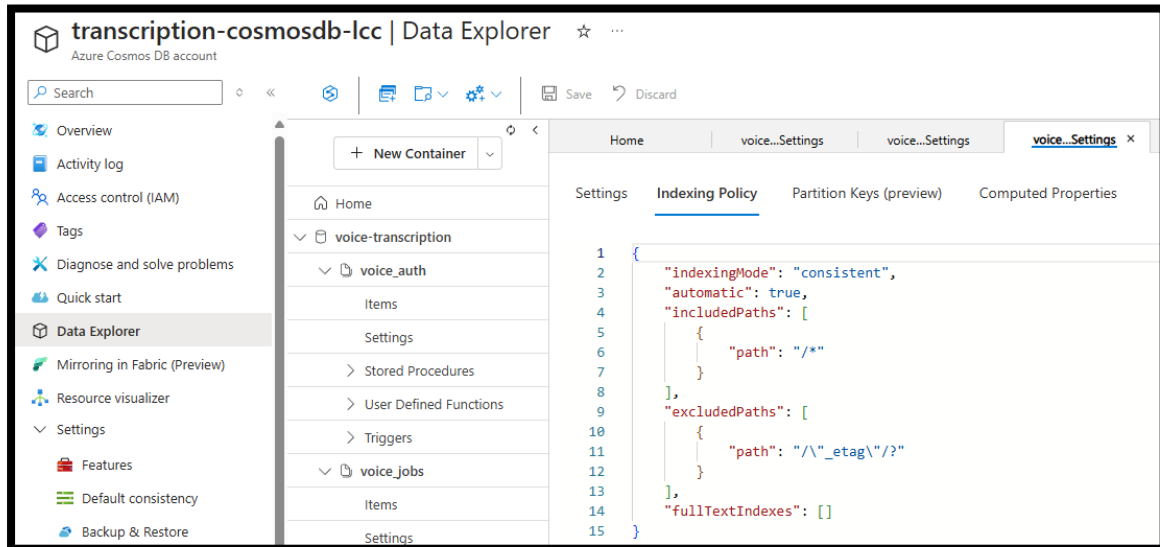 transcription-cosmosdb-lcc | Data Explorer
Azure Cosmos DB account
Search
Save
Discard
Overview
Activity log
Access control (IAM)
Tags
Diagnose and solve problems
Quick start
Data Explorer
Mirroring in Fabric (Preview)
Resource visualizer
Settings
Features
Default consistency
Backup & Restore
+ New Container
Home
voice-transcription
voice_auth
Items
Settings
Stored Procedures
User Defined Functions
Triggers
voice_jobs
Items
Settings
Home
voice...Settings
voice...Settings
voice...Settings
Settings
Indexing Policy
Partition Keys (preview)
Computed Properties
1 {
2 "indexingMode": "consistent",
3 "automatic": true,
4 "includedPaths": [
5 {
6 "path": "/*"
7 }
8 ],
9 "excludedPaths": [
10 {
11 "path": "/\"_etag\"/?"
12 }
13 ],
14 "fullTextIndexes": []
15 }